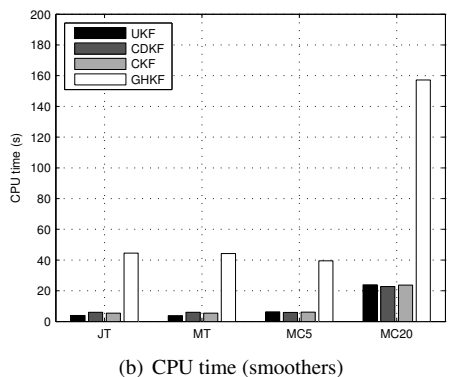 200
180
160
140
120
100
80
60
40
20
0
CPU time (s)
UKF
CDKF
CKF
GHKF
JT MT MC5 MC20
(b) CPU time (smoothers)